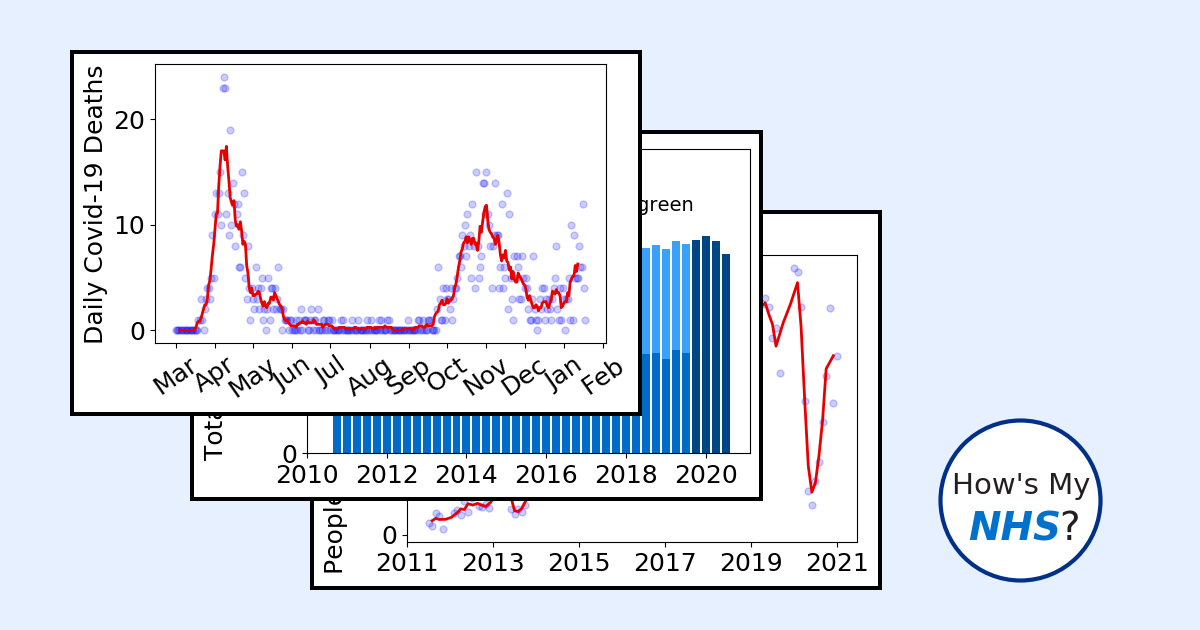 Daily Covid-19 Deaths
20
10
0
Mar Apr May Jun Jul Aug Sep Oct Nov Dec Jan Feb
green
0
2010 2012 2014 2016 2018 2020
People
0
2011 2013 2015 2017 2019 2021
How's My
NHS?